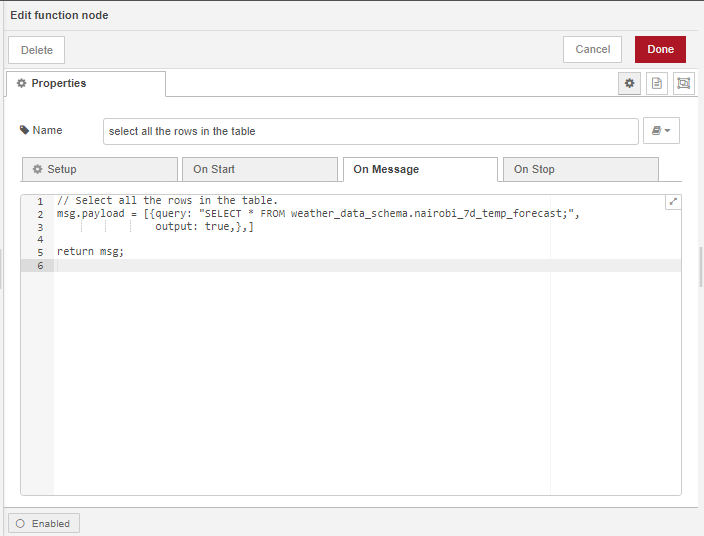 Edit function node
Delete
Cancel
Done
Properties
Name
select all the rows in the table
Setup
On Start
On Message
On Stop
1 // Select all the rows in the table.
2 msg.payload = [{query: "SELECT * FROM weather_data_schema.nairobi_7d_temp_forecast;",
3 output: true,},]
4
5 return msg;
6
Enabled